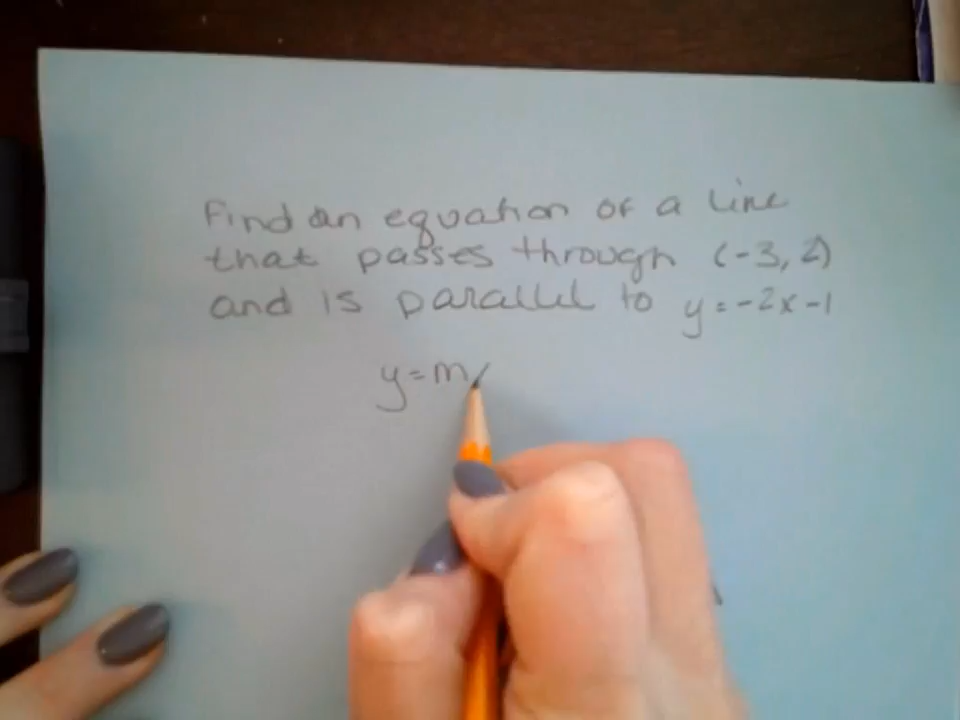 Find an equation of a line
that passes through (-3, 2)
and is parallel to y = -2x - 1
y = m